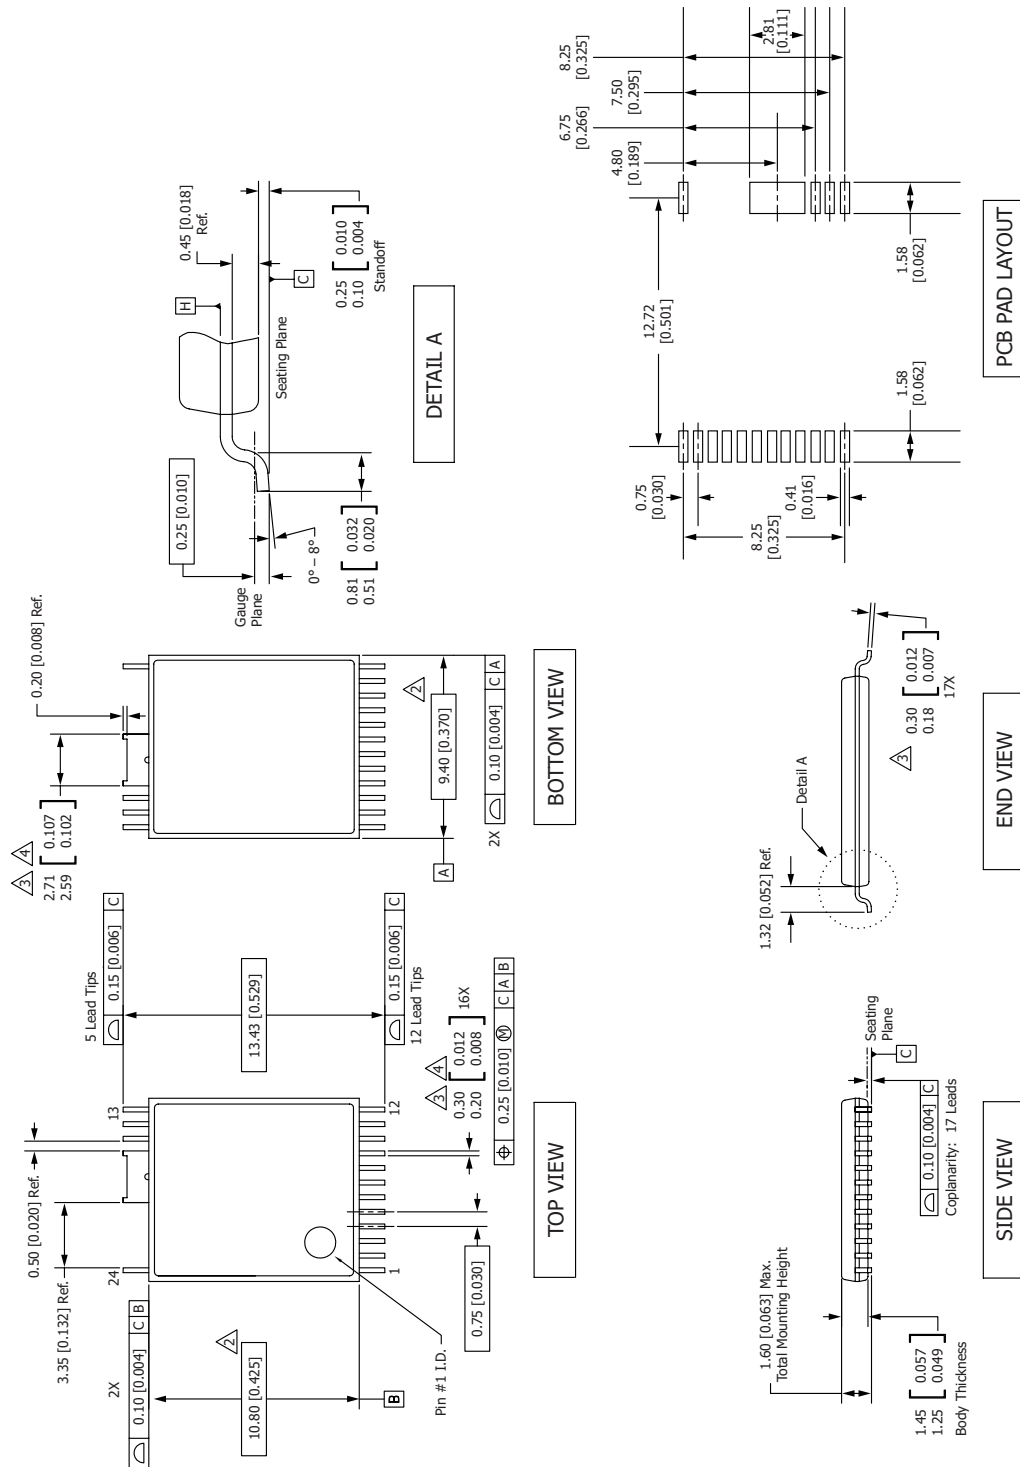 2X
0.10 [0.004] C B
3.35 [0.132] Ref.
0.50 [0.020] Ref.
24
13
5 Lead Tips
0.15 [0.006] C
2
10.80 [0.425]
B
13.43 [0.529]
Pin #1 I.D.
1
12
0.75 [0.030]
12 Lead Tips
0.15 [0.006] C
3 4
0.30 [0.012]
0.20 [0.008]
16X
0.25 [0.010] M C A B
TOP VIEW
3 4
2.71 [0.107]
2.59 [0.102]
0.20 [0.008] Ref.
A
2
9.40 [0.370]
2X
0.10 [0.004] C A
BOTTOM VIEW
0.25 [0.010]
Gauge
Plane
0° – 8°
0.81 [0.032]
0.51 [0.020]
H
0.45 [0.018]
Ref.
Seating Plane
C
0.25 [0.010]
0.10 [0.004]
Standoff
DETAIL A
1.60 [0.063] Max.
Total Mounting Height
1.45 [0.057]
1.25 [0.049]
Body Thickness
Seating
Plane
C
0.10 [0.004] C
Coplanarity: 17 Leads
SIDE VIEW
1.32 [0.052] Ref.
Detail A
3
0.30 [0.012]
0.18 [0.007]
17X
END VIEW
0.75
[0.030]
8.25
[0.325]
0.41
[0.016]
1.58
[0.062]
12.72
[0.501]
4.80
[0.189]
6.75
[0.266]
7.50
[0.295]
8.25
[0.325]
2.81
[0.111]
1.58
[0.062]
PCB PAD LAYOUT